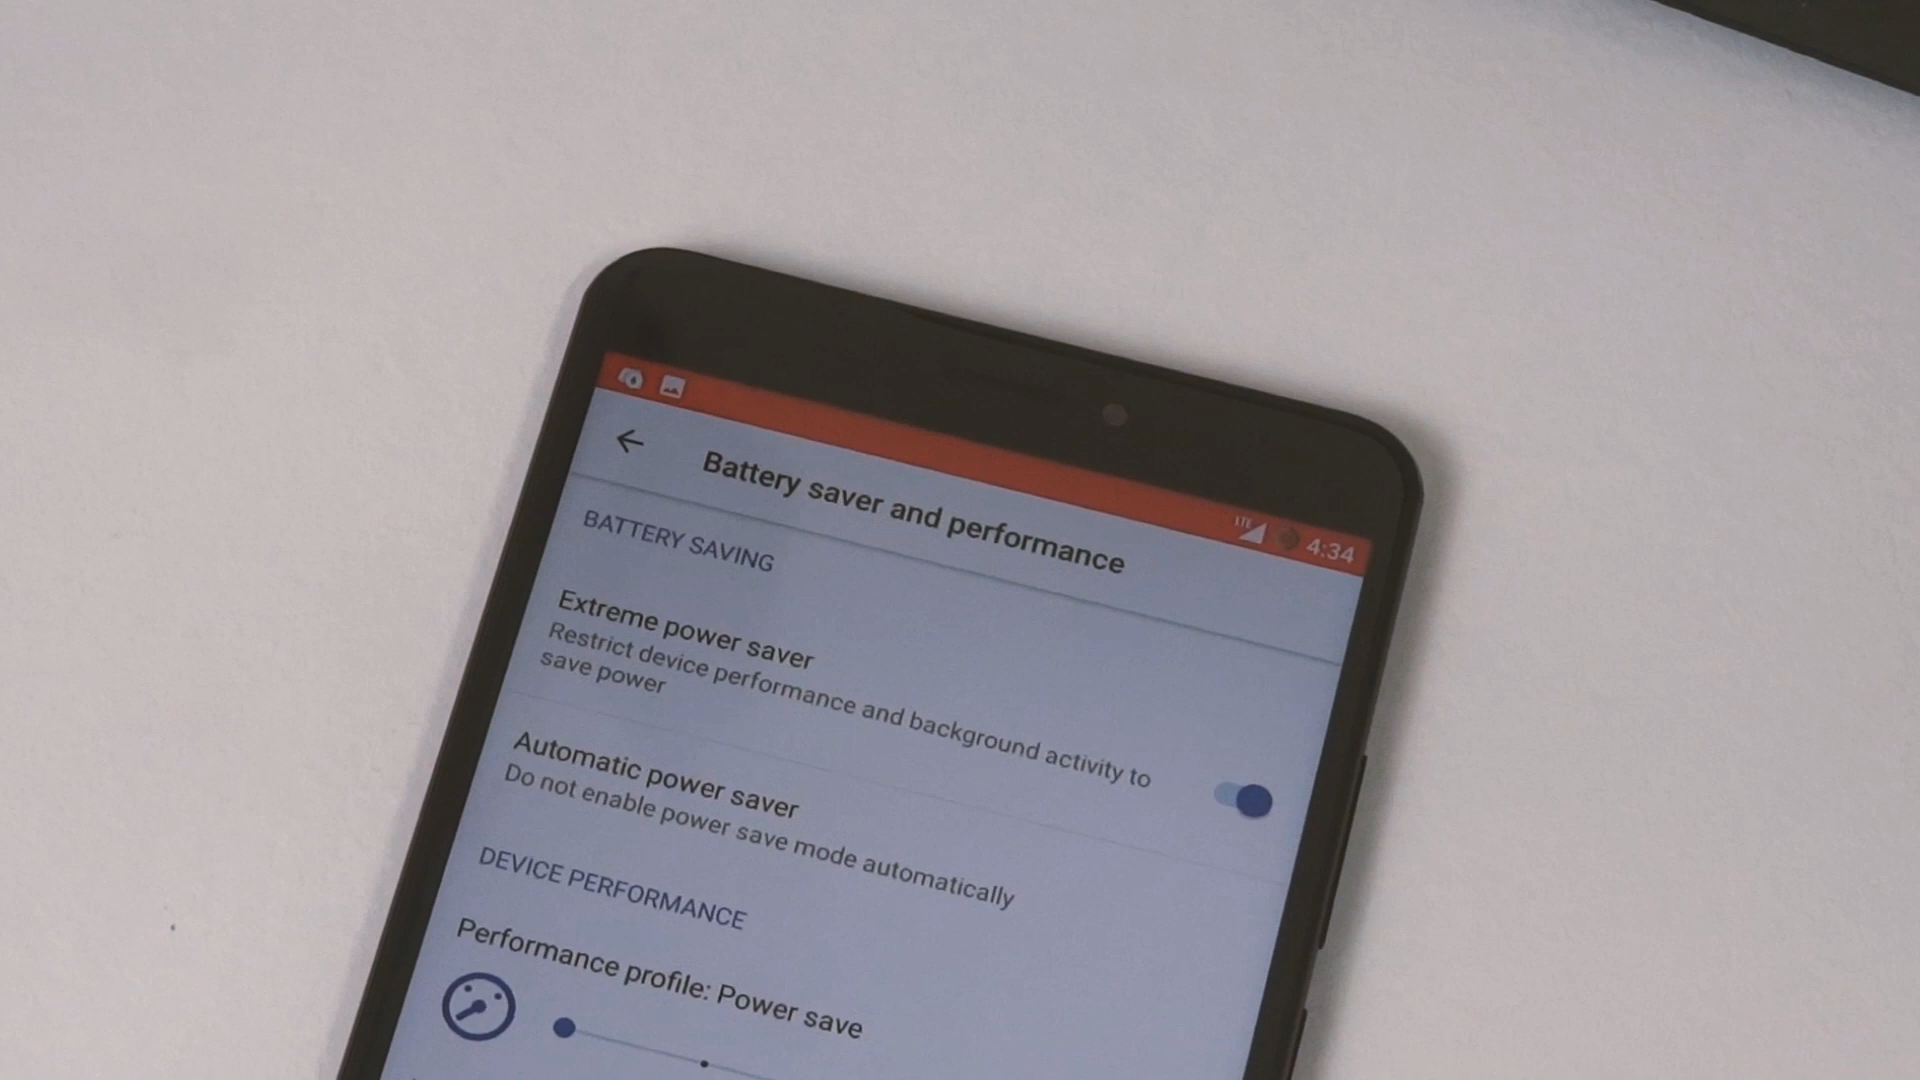 LTE 4:34
Battery saver and performance
BATTERY SAVING
Extreme power saver
Restrict device performance and background activity to
save power
Automatic power saver
Do not enable power save mode automatically
DEVICE PERFORMANCE
Performance profile: Power save